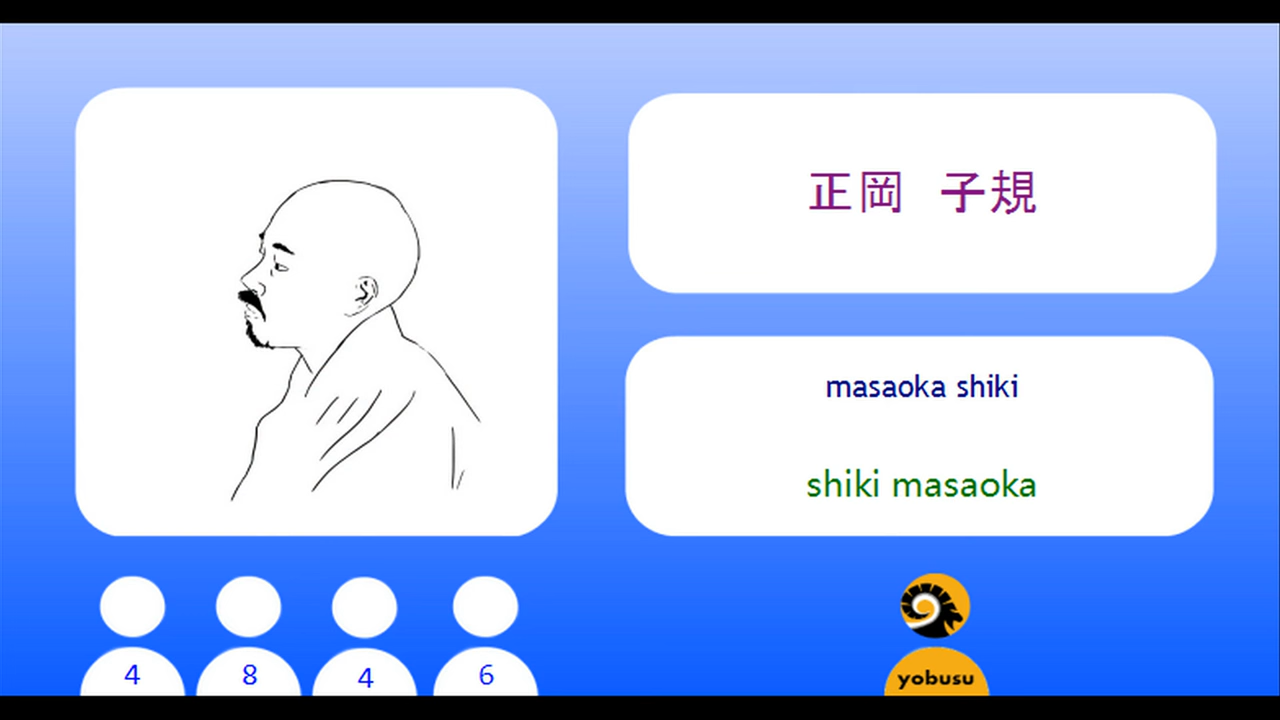 正岡　子規
masaoka shiki
shiki masaoka
4 8 4 6
yobusu